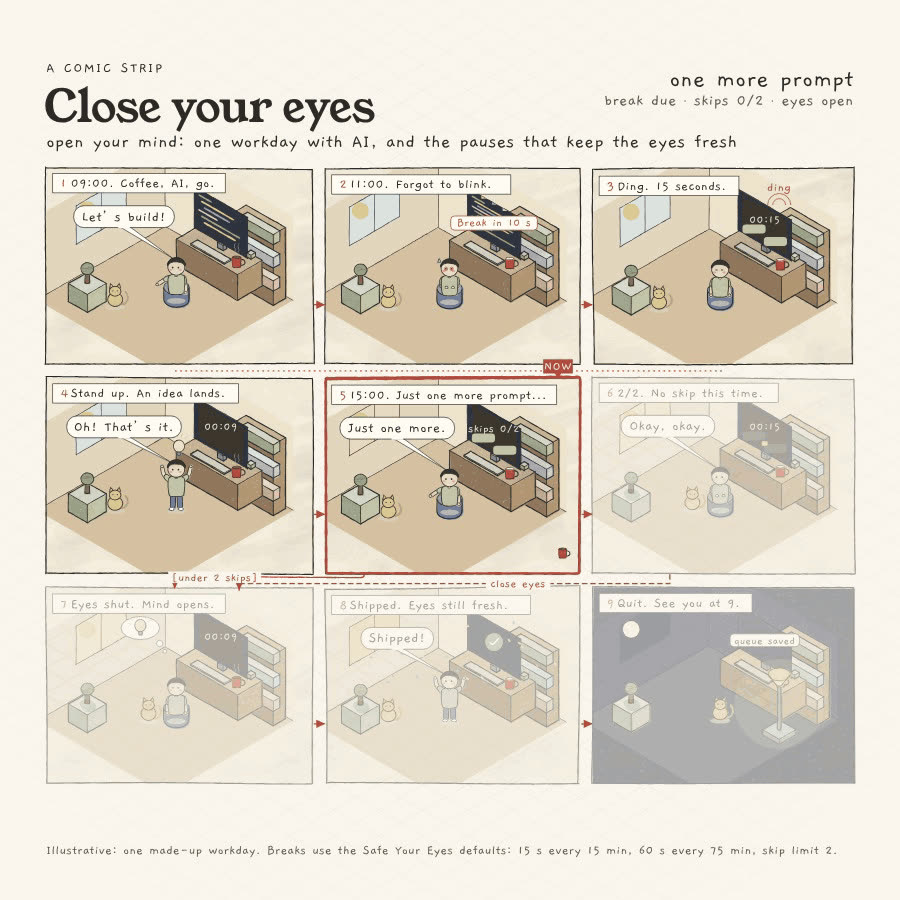 A COMIC STRIP
Close your eyes
open your mind: one workday with AI, and the pauses that keep the eyes fresh
one more prompt
break due · skips 0/2 · eyes open
1 09:00. Coffee, AI, go.
Let's build!
2 11:00. Forgot to blink.
Break in 10 s
3 Ding. 15 seconds.
ding
00:15
NOW
4 Stand up. An idea lands.
Oh! That's it.
00:09
5 15:00. Just one more prompt...
Just one more.
skips 0/2
6 2/2. No skip this time.
Okay, okay.
00:15
[under 2 skips]
close eyes
7 Eyes shut. Mind opens.
00:09
8 Shipped. Eyes still fresh.
Shipped!
9 Quit. See you at 9.
queue saved
Illustrative: one made-up workday. Breaks use the Safe Your Eyes defaults: 15 s every 15 min, 60 s every 75 min, skip limit 2.